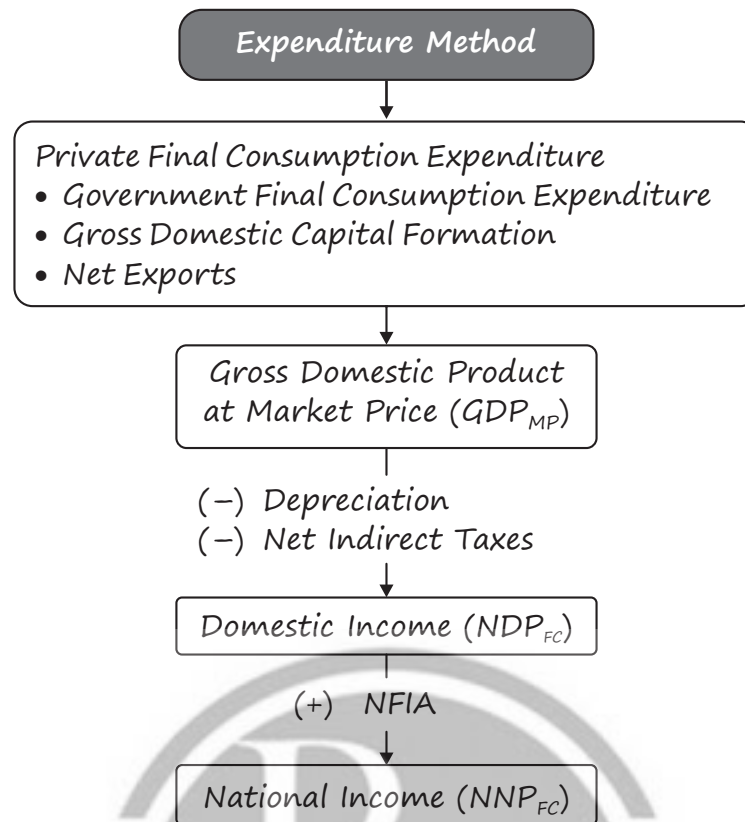 Expenditure Method
Private Final Consumption Expenditure
• Government Final Consumption Expenditure
• Gross Domestic Capital Formation
• Net Exports
Gross Domestic Product
at Market Price (GDP_MP)
(−) Depreciation
(−) Net Indirect Taxes
Domestic Income (NDP_FC)
(+) NFIA
National Income (NNP_FC)